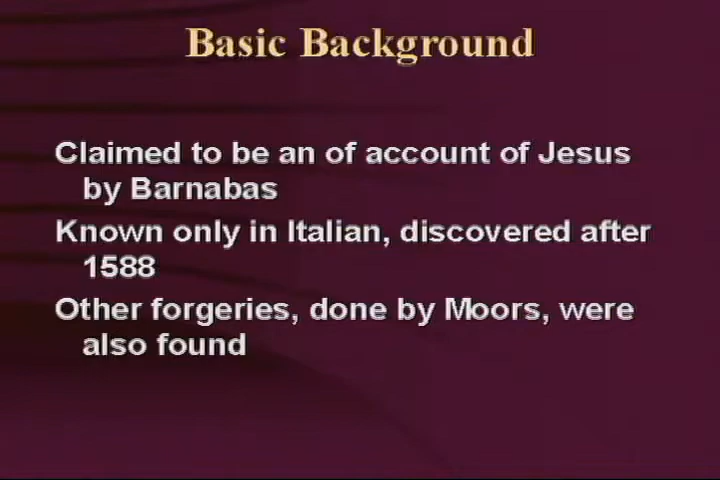 Basic Background
Claimed to be an of account of Jesus
by Barnabas
Known only in Italian, discovered after
1588
Other forgeries, done by Moors, were
also found